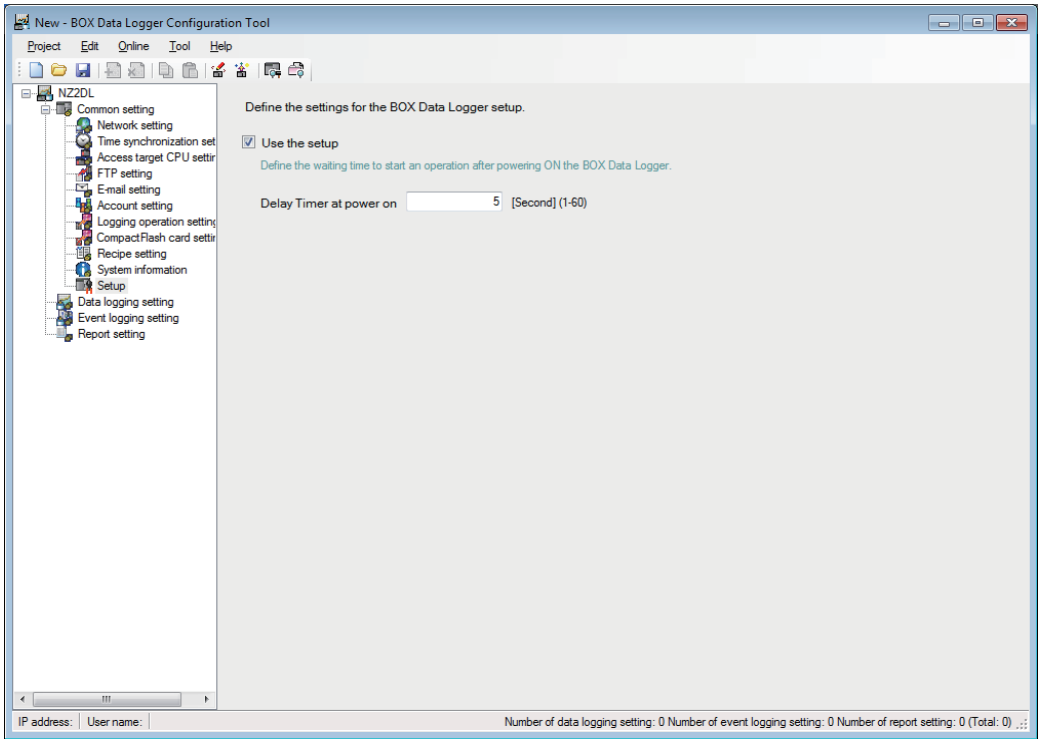 New - BOX Data Logger Configuration Tool
Project Edit Online Tool Help
NZ2DL
Common setting
Network setting
Time synchronization set
Access target CPU settin
FTP setting
E-mail setting
Account setting
Logging operation setting
CompactFlash card settin
Recipe setting
System information
Setup
Data logging setting
Event logging setting
Report setting
Define the settings for the BOX Data Logger setup.
Use the setup
Define the waiting time to start an operation after powering ON the BOX Data Logger.
Delay Timer at power on 5 [Second] (1-60)
IP address: User name: Number of data logging setting: 0 Number of event logging setting: 0 Number of report setting: 0 (Total: 0)